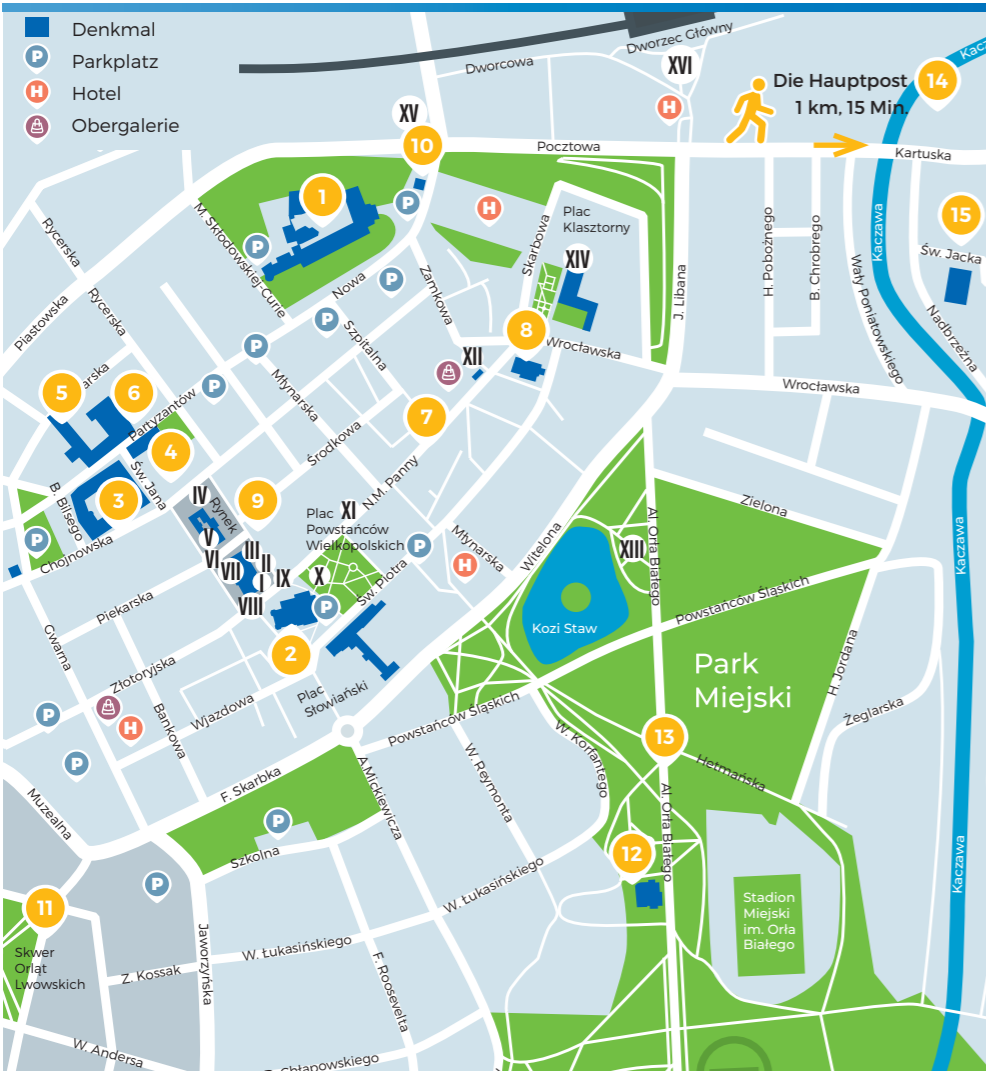 Denkmal
P
Parkplatz
H
Hotel
Obergalerie
Dworzec Główny
Dworcowa
XVI
H
Die Hauptpost
1 km, 15 Min.
14
Kaczawa
XV
10
Pocztowa
Kartuska
1
P
H
Skarbowa
Plac
Klasztorny
XIV
15
Św. Jacka
Rycerska
M. Skłodowskiej-Curie
P
Nowa
P
Zamkowa
J. Libana
H. Pobożnego
B. Chrobrego
Wały Poniatowskiego
Kaczawa
Nadbrzeżna
Piastowska
Rycerska
P
P
Szpitalna
8
Wrocławska
Wrocławska
XII
Młynarska
P
5
arska
6
Partyzantów
7
4
Środkowa
N.M. Panny
3
Św. Jana
B. Bilsego
IV
Rynek
9
Plac
Powstańców
Wielkopolskich
XI
Zielona
P
Chojnowska
V
VI
VII
III
II
I
IX
X
VIII
P
P
Św. Piotra
Młynarska
H
Witelona
XIII
Al. Orła Białego
Kaczawa
Powstańców Śląskich
Piekarska
Kozi Staw
Gwarna
2
Złotoryjska
Wjazdowa
Plac
Słowiański
Park
Miejski
H. Jordana
Żeglarska
P
H
Bankowa
Powstańców Śląskich
P
W. Korfantego
13
Hetmańska
Muzealna
F. Skarbka
A.Mickiewicza
W. Reymonta
Al. Orła Białego
P
Szkolna
12
Kaczawa
P
W. Łukasińskiego
11
Stadion
Miejski
im. Orła
Białego
Skwer
Orląt
Lwowskich
Jaworzyńska
W. Łukasińskiego
F. Roosevelta
Z. Kossak
W. Andersa
Chłapowskiego